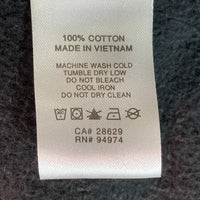 100% COTTON
MADE IN VIETNAM
MACHINE WASH COLD
TUMBLE DRY LOW
DO NOT BLEACH
COOL IRON
DO NOT DRY CLEAN
CA# 28629
RN# 94974